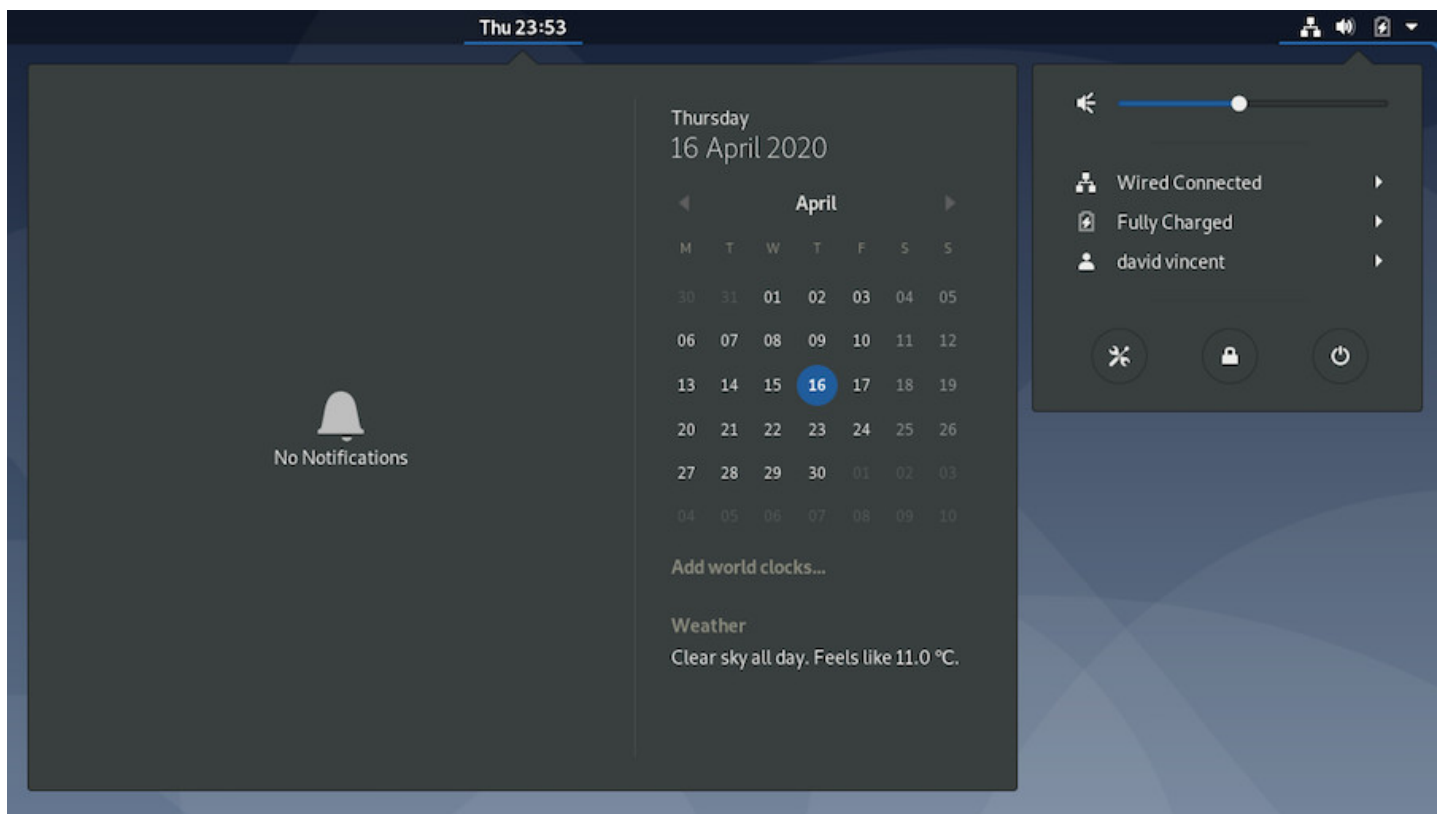 Thu 23:53
Thursday
16 April 2020
April
M T W T F S S
30 31 01 02 03 04 05
06 07 08 09 10 11 12
13 14 15 16 17 18 19
20 21 22 23 24 25 26
27 28 29 30 01 02 03
04 05 06 07 08 09 10
Add world clocks...
Weather
Clear sky all day. Feels like 11.0 °C.
No Notifications
Wired Connected
Fully Charged
david vincent